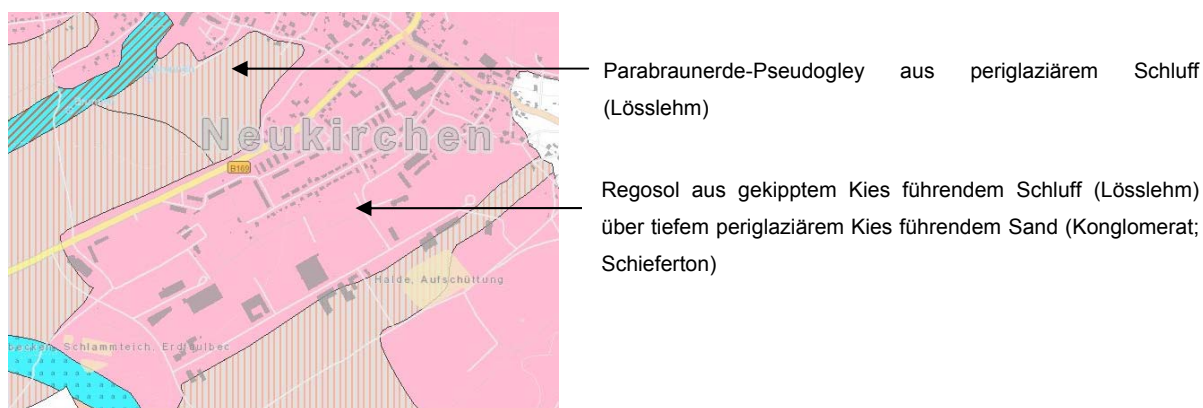 Parabraunerde-Pseudogley aus periglaziärem Schluff
(Lösslehm)
Neukirchen
B169
Regosol aus gekipptem Kies führendem Schluff (Lösslehm)
über tiefem periglaziärem Kies führendem Sand (Konglomerat;
Schieferton)
Halde, Aufschüttung
Schlammteich,